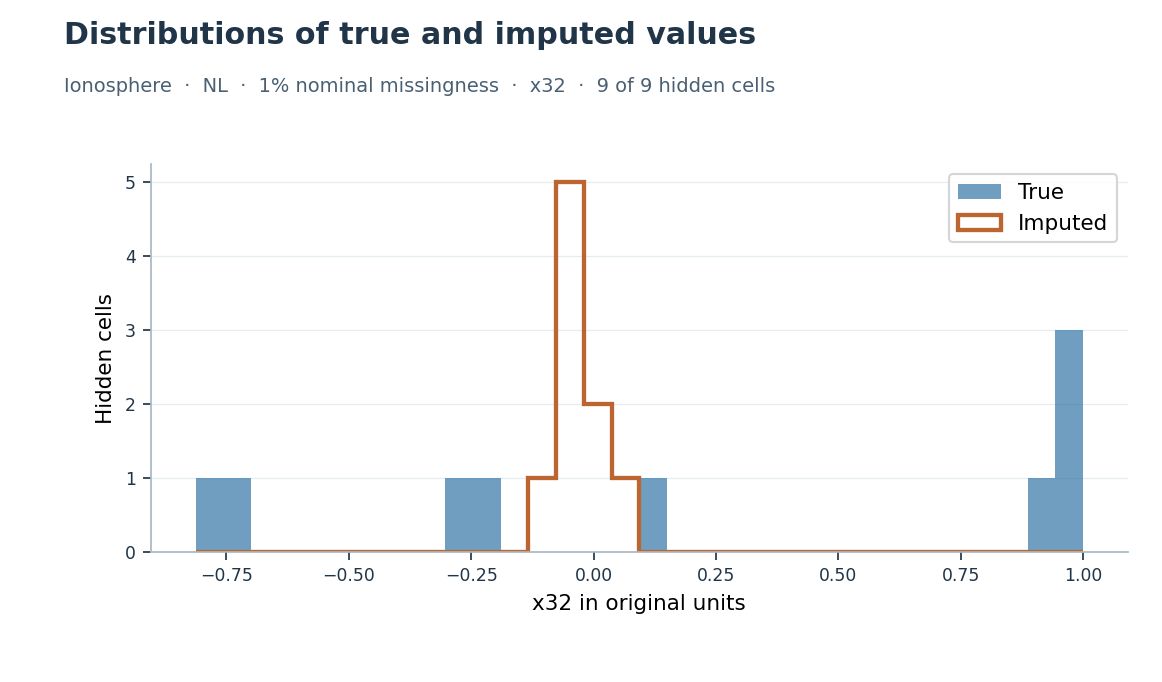 Distributions of true and imputed values
Ionosphere · NL · 1% nominal missingness · x32 · 9 of 9 hidden cells
True
Imputed
Hidden cells
5
4
3
2
1
0
−0.75 −0.50 −0.25 0.00 0.25 0.50 0.75 1.00
x32 in original units